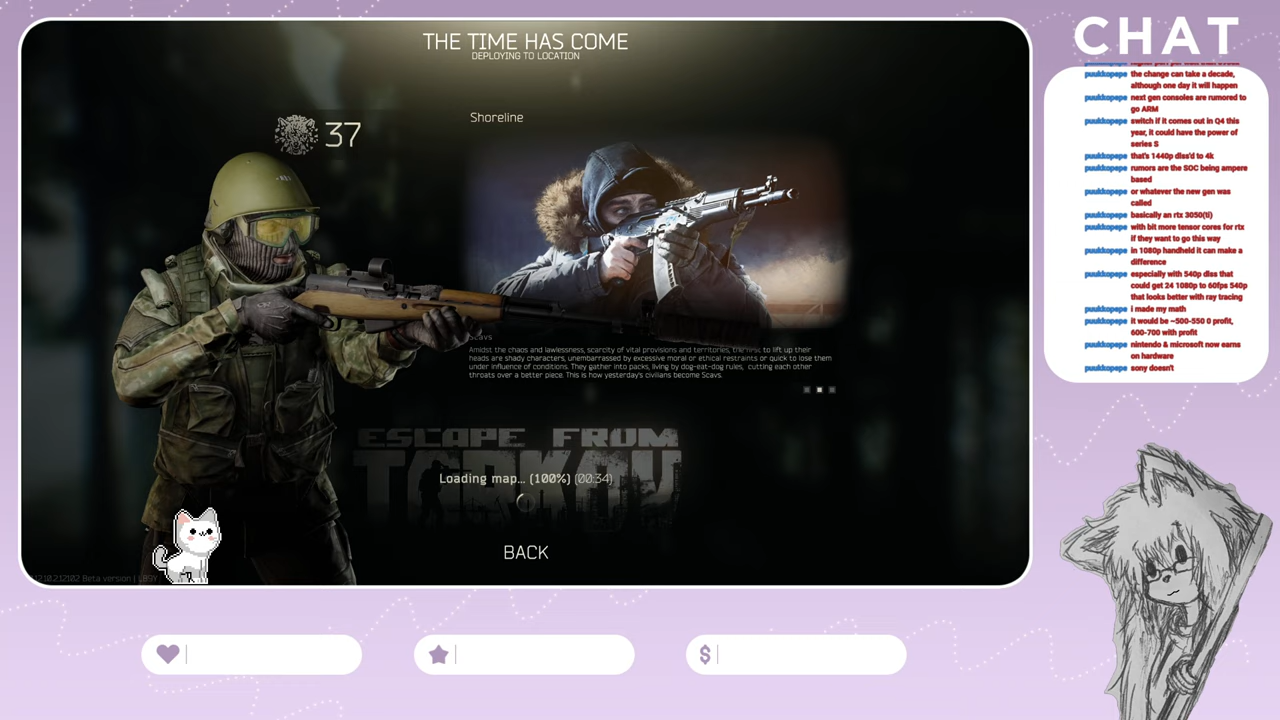 THE TIME HAS COME
DEPLOYING TO LOCATION
37
Shoreline
Scavs
Amidst the chaos and lawlessness, scarcity of vital provisions and territories, the first to lift up their
heads are shady characters, unembarrassed by excessive moral or ethical restraints or quick to lose them
under influence of conditions. They gather into packs, living by dog-eat-dog rules, cutting each other
throats over a better piece. This is how yesterday's civilians become Scavs.
ESCAPE FROM
TARKOV
Loading map... (100%) (00:34)
BACK
Beta version |
$
CHAT
puukkopepe the change can take a decade,
although one day it will happen
puukkopepe next gen consoles are rumored to
go ARM
puukkopepe switch if it comes out in Q4 this
year, it could have the power of
series S
puukkopepe that's 1440p dlss'd to 4k
puukkopepe rumors are the SOC being ampere
based
puukkopepe or whatever the new gen was
called
puukkopepe basically an rtx 3050(ti)
puukkopepe with bit more tensor cores for rtx
if they want to go this way
puukkopepe in 1080p handheld it can make a
difference
puukkopepe especially with 540p dlss that
could get 24 1080p to 60fps 540p
that looks better with ray tracing
puukkopepe i made my math
puukkopepe it would be ~500-550 0 profit,
600-700 with profit
puukkopepe nintendo & microsoft now earns
on hardware
puukkopepe sony doesn't